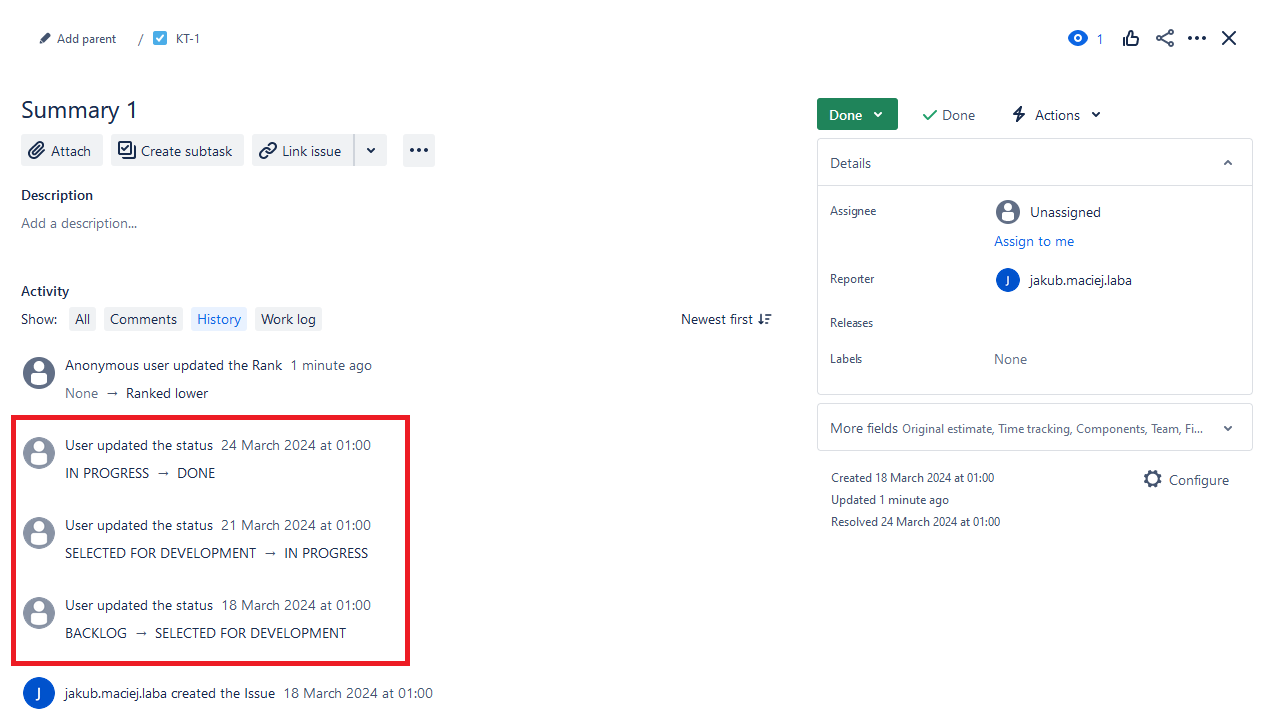 Add parent / KT-1
1
Summary 1
Attach Create subtask Link issue
Description
Add a description...
Activity
Show: All Comments History Work log Newest first
Anonymous user updated the Rank 1 minute ago
None → Ranked lower
User updated the status 24 March 2024 at 01:00
IN PROGRESS → DONE
User updated the status 21 March 2024 at 01:00
SELECTED FOR DEVELOPMENT → IN PROGRESS
User updated the status 18 March 2024 at 01:00
BACKLOG → SELECTED FOR DEVELOPMENT
J jakub.maciej.laba created the Issue 18 March 2024 at 01:00
Done Done Actions
Details
Assignee Unassigned
Assign to me
Reporter J jakub.maciej.laba
Releases
Labels None
More fields Original estimate, Time tracking, Components, Team, Fi...
Created 18 March 2024 at 01:00 Configure
Updated 1 minute ago
Resolved 24 March 2024 at 01:00